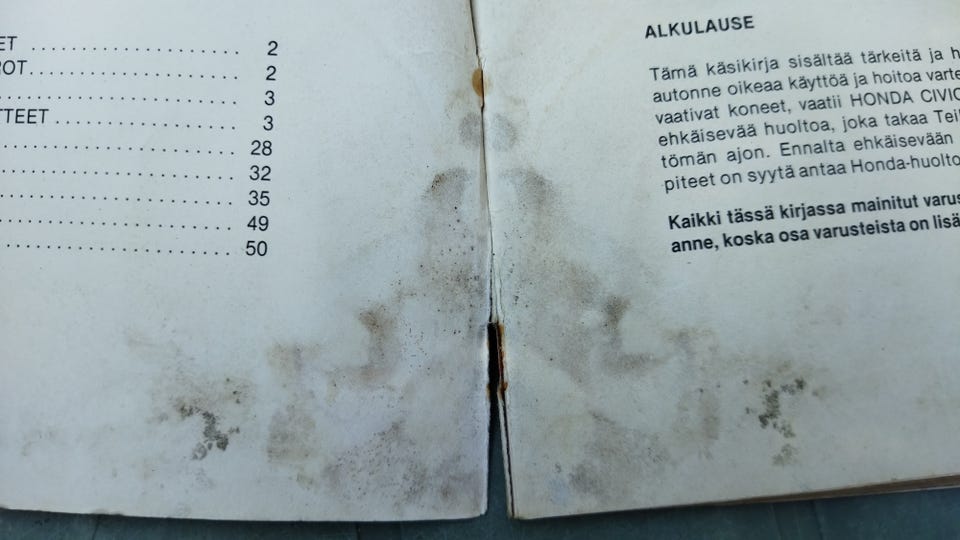 ET ........................ 2
ROT ........................ 2
........................ 3
TTEET ........................ 3
........................ 28
........................ 32
........................ 35
........................ 49
........................ 50
ALKULAUSE
Tämä käsikirja sisältää tärkeitä ja h
autonne oikeaa käyttöä ja hoitoa varte
vaativat koneet, vaatii HONDA CIVIC
ehkäisevää huoltoa, joka takaa Teil
tömän ajon. Ennalta ehkäisevään
piteet on syytä antaa Honda-huolto
Kaikki tässä kirjassa mainitut varus
anne, koska osa varusteista on lisä